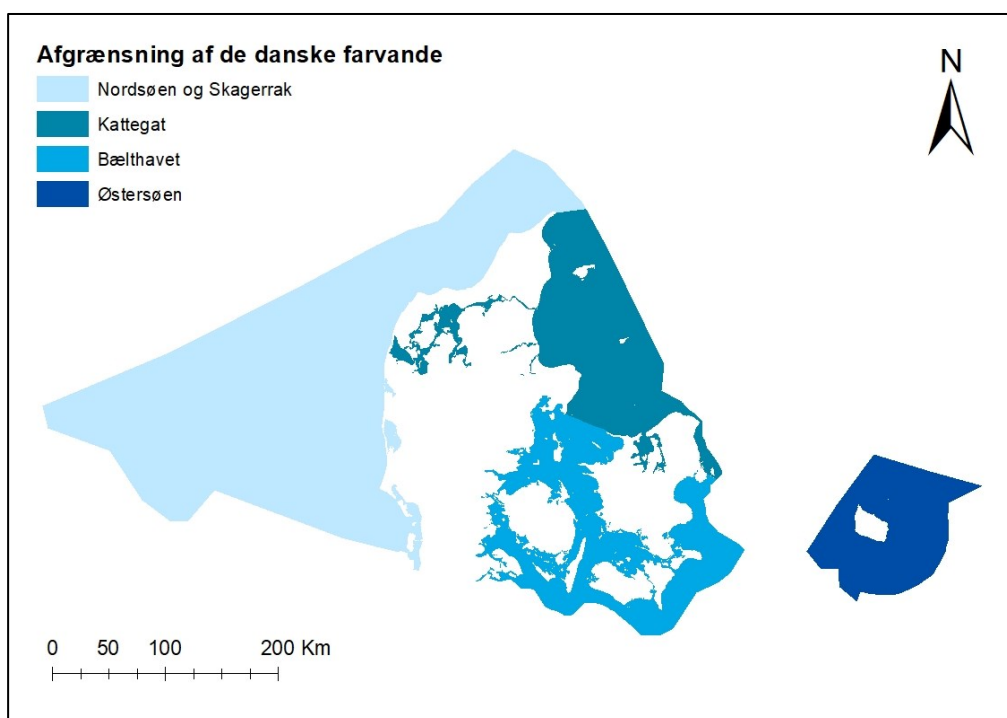 Afgrænsning af de danske farvande
Nordsøen og Skagerrak
Kattegat
Bælthavet
Østersøen
N
0 50 100 200 Km